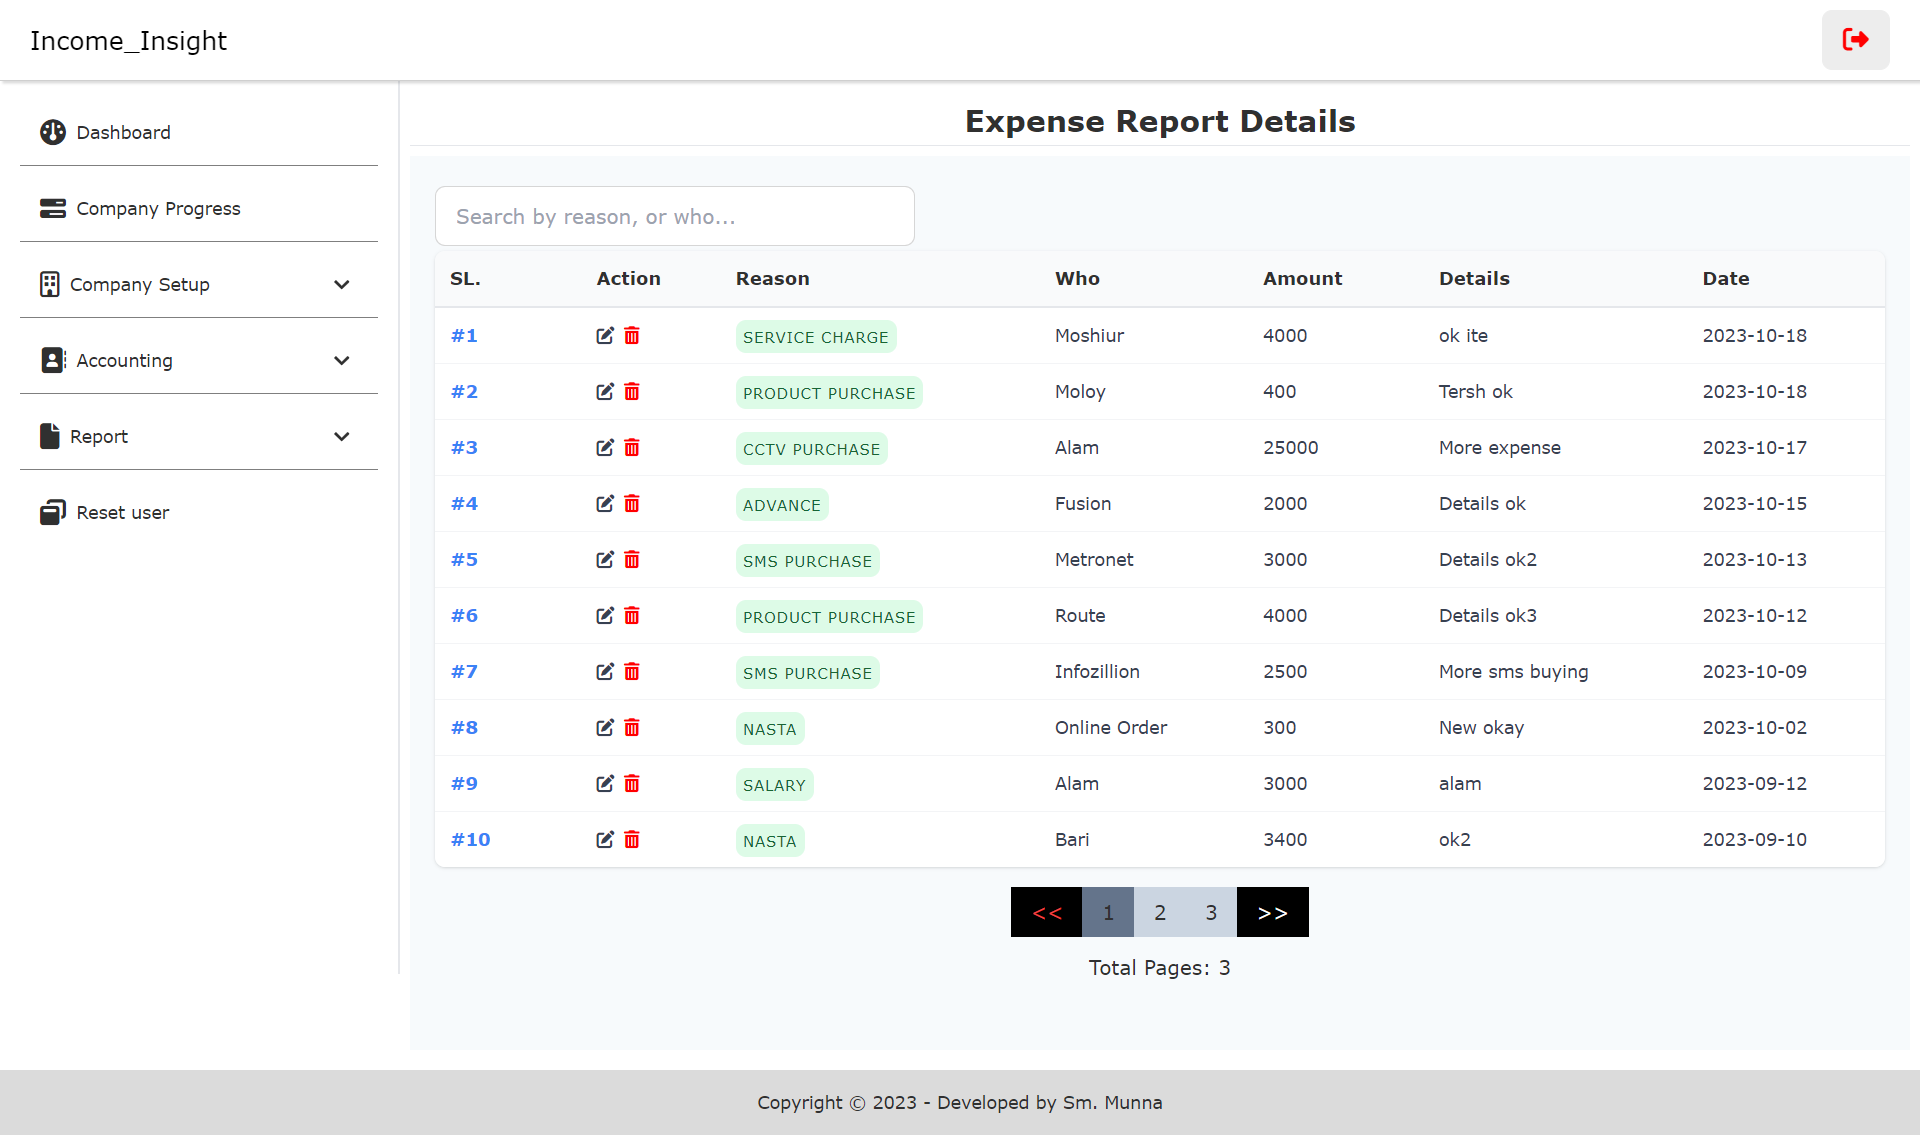 Income_Insight
Dashboard
Company Progress
Company Setup
Accounting
Report
Reset user
Expense Report Details
Search by reason, or who...
SL. Action Reason Who Amount Details Date
#1 SERVICE CHARGE Moshiur 4000 ok ite 2023-10-18
#2 PRODUCT PURCHASE Moloy 400 Tersh ok 2023-10-18
#3 CCTV PURCHASE Alam 25000 More expense 2023-10-17
#4 ADVANCE Fusion 2000 Details ok 2023-10-15
#5 SMS PURCHASE Metronet 3000 Details ok2 2023-10-13
#6 PRODUCT PURCHASE Route 4000 Details ok3 2023-10-12
#7 SMS PURCHASE Infozillion 2500 More sms buying 2023-10-09
#8 NASTA Online Order 300 New okay 2023-10-02
#9 SALARY Alam 3000 alam 2023-09-12
#10 NASTA Bari 3400 ok2 2023-09-10
<< 1 2 3 >>
Total Pages: 3
Copyright © 2023 - Developed by Sm. Munna